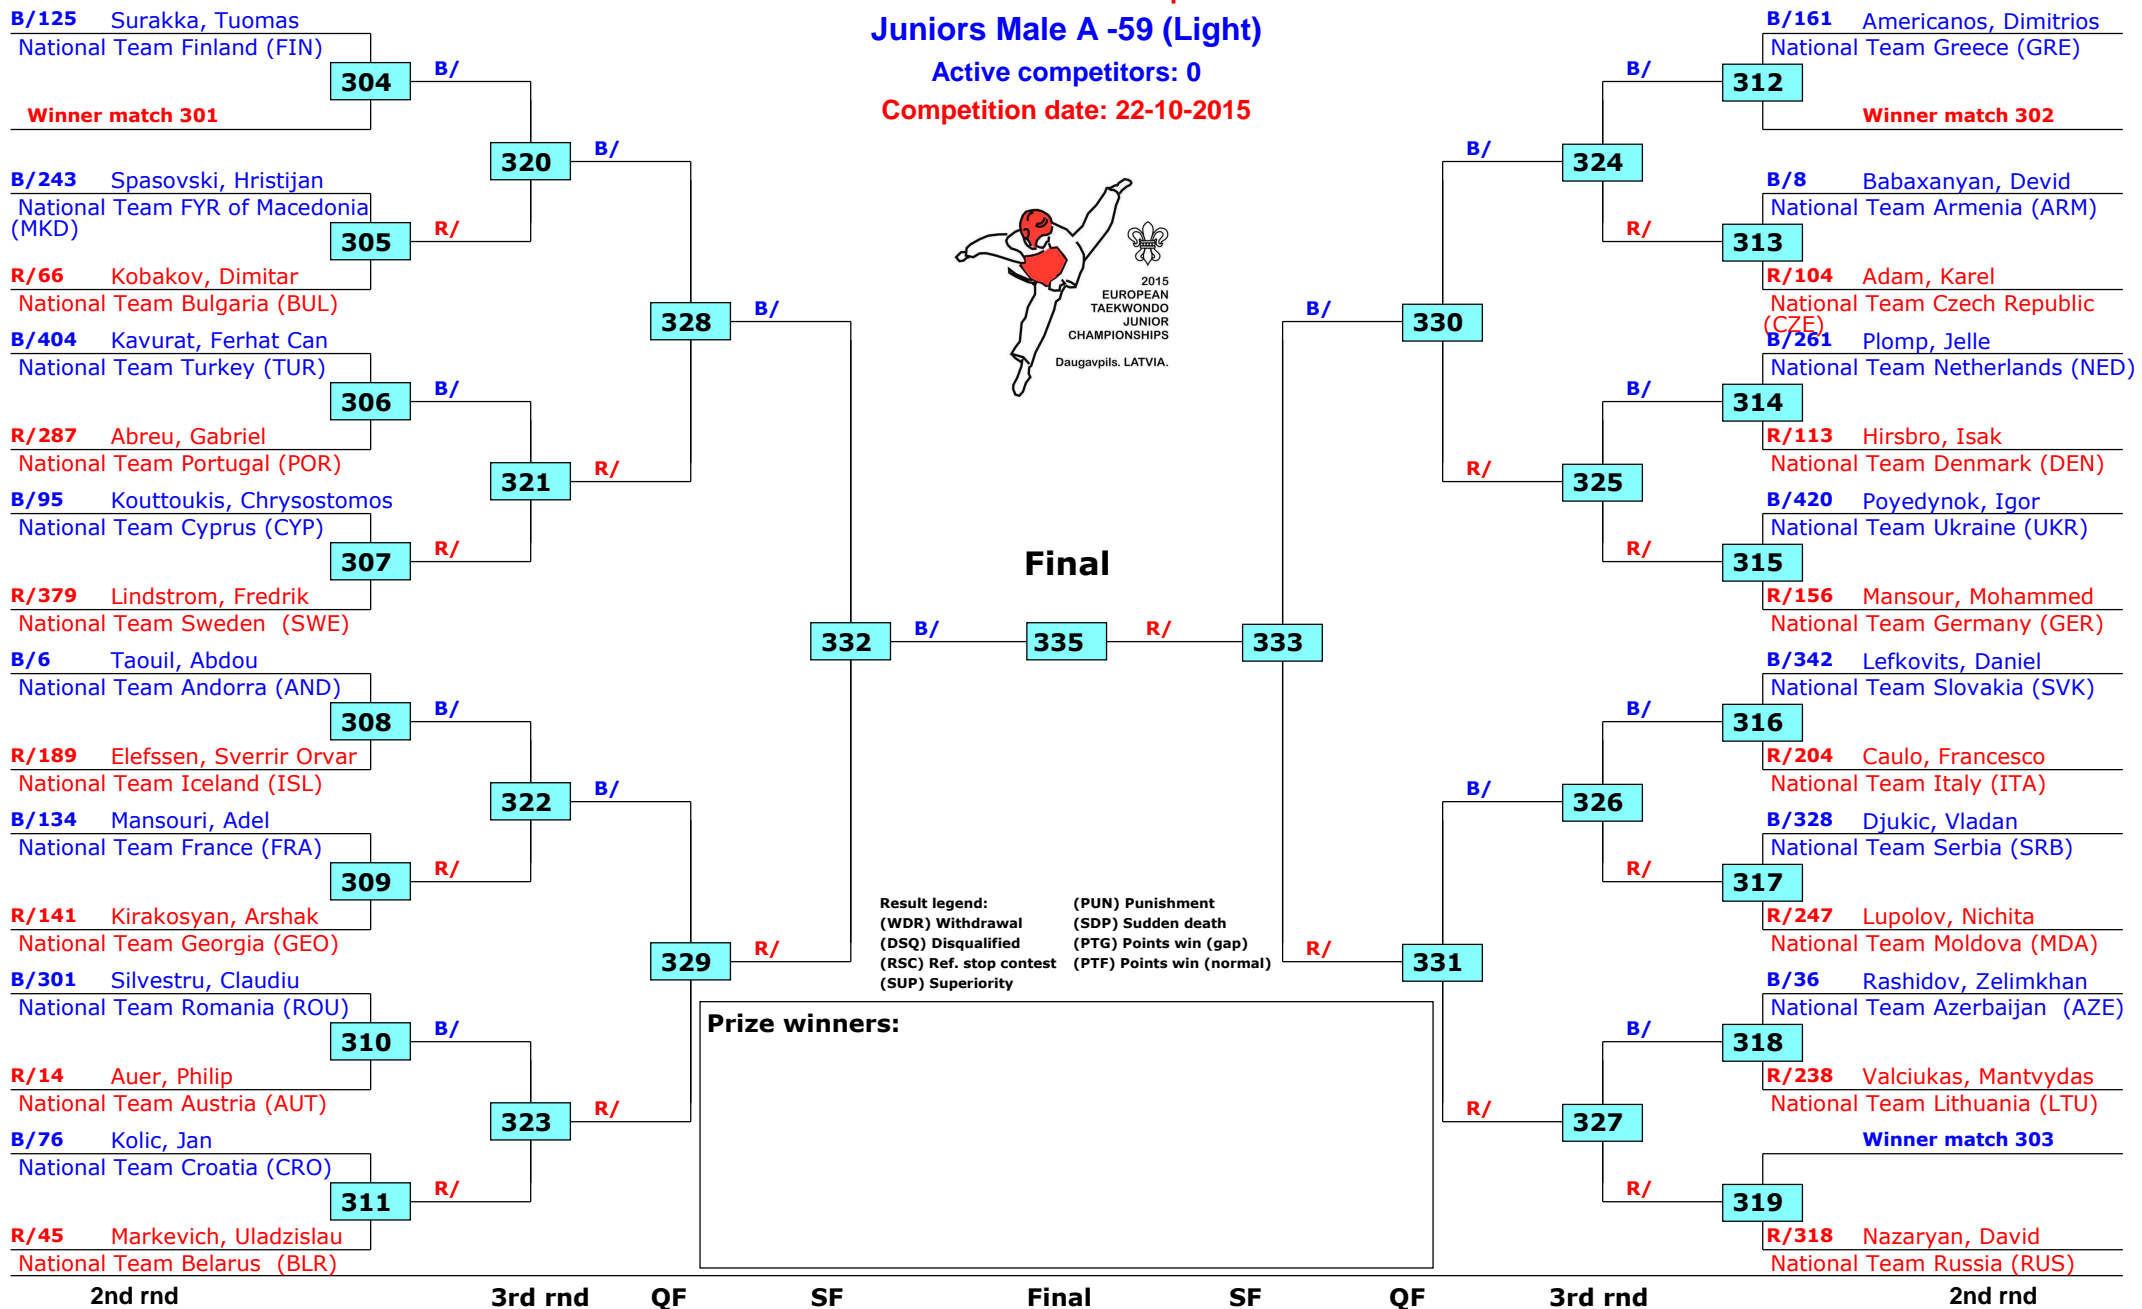 Juniors Male A -59 (Light)
Active competitors: 0
Competition date: 22-10-2015
B/125 Surakka, Tuomas
National Team Finland (FIN)
304
B/
Winner match 301
320
B/
B/243 Spasovski, Hristijan
National Team FYR of Macedonia
(MKD)
305
R/
R/66 Kobakov, Dimitar
National Team Bulgaria (BUL)
328
B/
B/404 Kavurat, Ferhat Can
National Team Turkey (TUR)
306
B/
R/287 Abreu, Gabriel
National Team Portugal (POR)
321
R/
B/95 Kouttoukis, Chrysostomos
National Team Cyprus (CYP)
307
R/
R/379 Lindstrom, Fredrik
National Team Sweden (SWE)
332
B/
B/6 Taouil, Abdou
National Team Andorra (AND)
308
B/
R/189 Elefssen, Sverrir Orvar
National Team Iceland (ISL)
322
B/
B/134 Mansouri, Adel
National Team France (FRA)
309
R/
R/141 Kirakosyan, Arshak
National Team Georgia (GEO)
329
R/
B/301 Silvestru, Claudiu
National Team Romania (ROU)
310
B/
R/14 Auer, Philip
National Team Austria (AUT)
323
R/
B/76 Kolic, Jan
National Team Croatia (CRO)
311
R/
R/45 Markevich, Uladzislau
National Team Belarus (BLR)
2015
EUROPEAN
TAEKWONDO
JUNIOR
CHAMPIONSHIPS
Daugavpils. LATVIA.
Final
335
R/
333
Result legend: (PUN) Punishment
(WDR) Withdrawal (SDP) Sudden death
(DSQ) Disqualified (PTG) Points win (gap)
(RSC) Ref. stop contest (PTF) Points win (normal)
(SUP) Superiority
Prize winners:
B/161 Americanos, Dimitrios
National Team Greece (GRE)
B/
312
Winner match 302
B/
324
B/8 Babaxanyan, Devid
National Team Armenia (ARM)
R/
313
R/104 Adam, Karel
National Team Czech Republic
(CZE)
B/
330
B/261 Plomp, Jelle
National Team Netherlands (NED)
B/
314
R/113 Hirsbro, Isak
National Team Denmark (DEN)
R/
325
B/420 Poyedynok, Igor
National Team Ukraine (UKR)
R/
315
R/156 Mansour, Mohammed
National Team Germany (GER)
B/342 Lefkovits, Daniel
National Team Slovakia (SVK)
B/
316
R/204 Caulo, Francesco
National Team Italy (ITA)
B/
326
B/328 Djukic, Vladan
National Team Serbia (SRB)
R/
317
R/247 Lupolov, Nichita
National Team Moldova (MDA)
R/
331
B/36 Rashidov, Zelimkhan
National Team Azerbaijan (AZE)
B/
318
R/238 Valciukas, Mantvydas
National Team Lithuania (LTU)
R/
327
Winner match 303
R/
319
R/318 Nazaryan, David
National Team Russia (RUS)
2nd rnd 3rd rnd QF SF Final SF QF 3rd rnd 2nd rnd